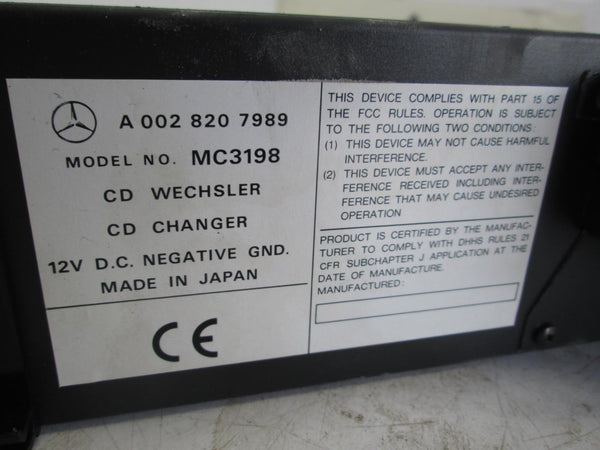 A 002 820 7989
MODEL NO. MC3198
CD WECHSLER
CD CHANGER
12V D.C. NEGATIVE GND.
MADE IN JAPAN
CE
THIS DEVICE COMPLIES WITH PART 15 OF
THE FCC RULES. OPERATION IS SUBJECT
TO THE FOLLOWING TWO CONDITIONS:
(1) THIS DEVICE MAY NOT CAUSE HARMFUL
INTERFERENCE.
(2) THIS DEVICE MUST ACCEPT ANY INTER-
FERENCE RECEIVED INCLUDING INTER-
FERENCE THAT MAY CAUSE UNDESIRED
OPERATION
PRODUCT IS CERTIFIED BY THE MANUFAC-
TURER TO COMPLY WITH DHHS RULES 21
CFR SUBCHAPTER J APPLICATION AT THE
DATE OF MANUFACTURE.
MANUFACTURED: